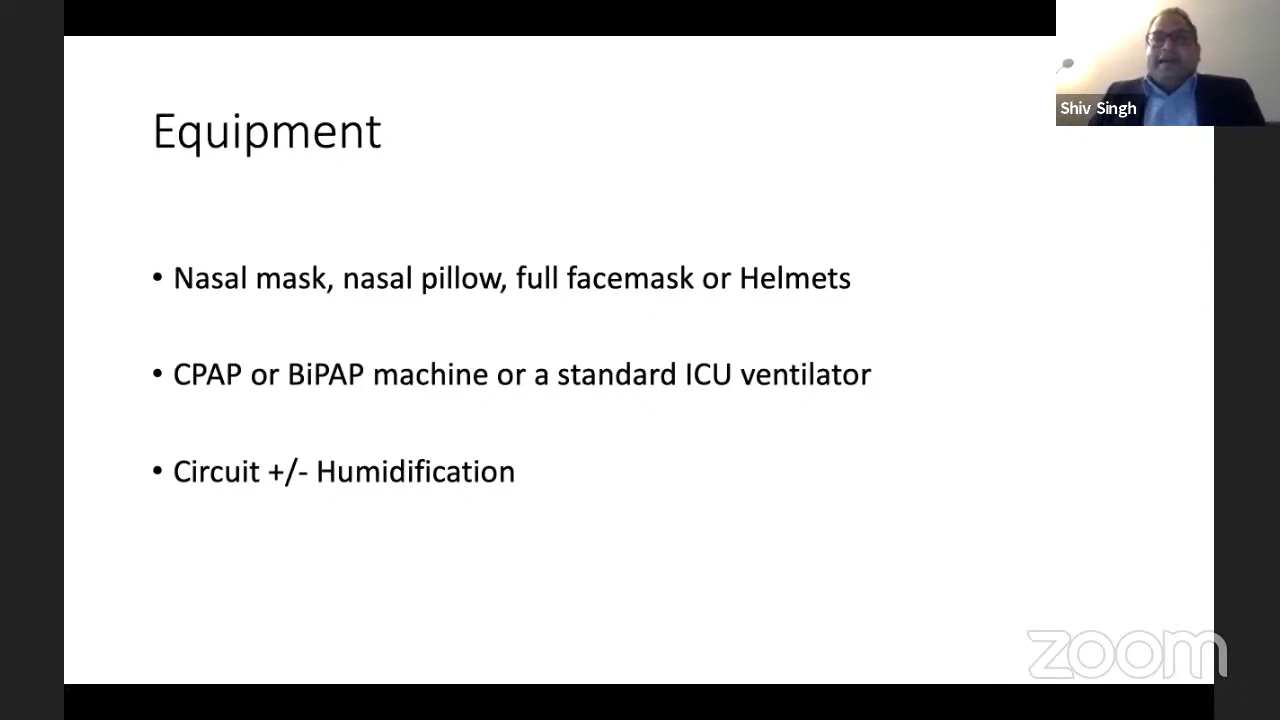 Shiv Singh
Equipment
• Nasal mask, nasal pillow, full facemask or Helmets
• CPAP or BiPAP machine or a standard ICU ventilator
• Circuit +/- Humidification
zoom